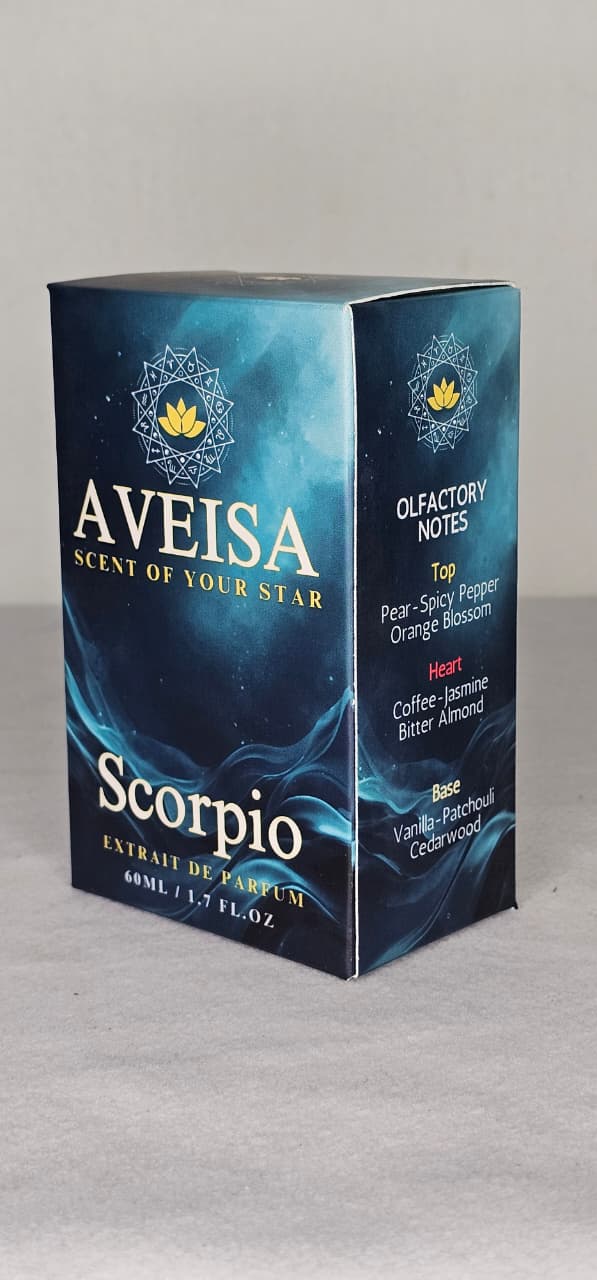 AVEISA
SCENT OF YOUR STAR
Scorpio
EXTRAIT DE PARFUM
60ML / 1.7 FL.OZ
OLFACTORY
NOTES
Top
Pear-Spicy Pepper
Orange Blossom
Heart
Coffee-Jasmine
Bitter Almond
Base
Vanilla-Patchouli
Cedarwood